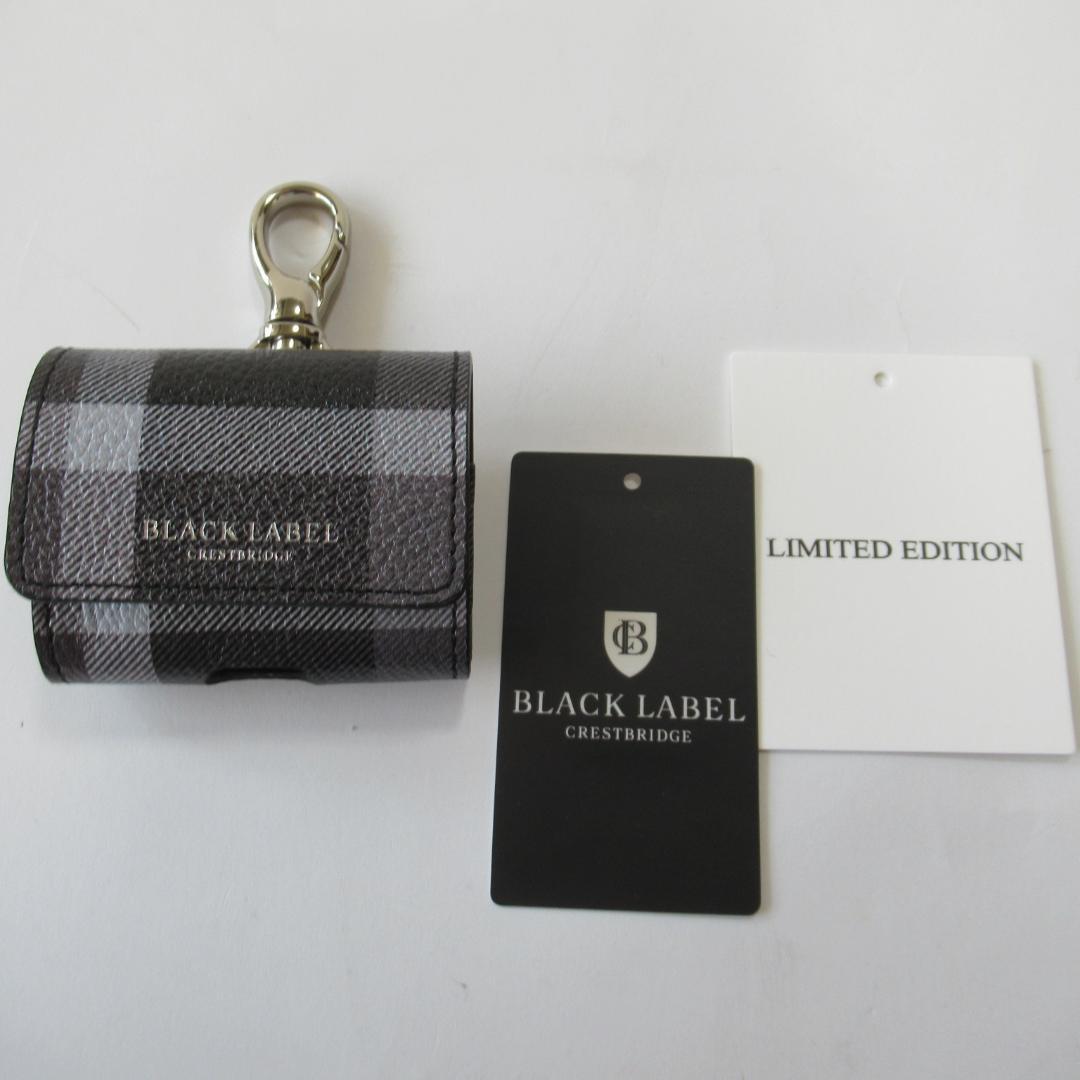 BLACK LABEL
CRESTBRIDGE
CB
BLACK LABEL
CRESTBRIDGE
LIMITED EDITION